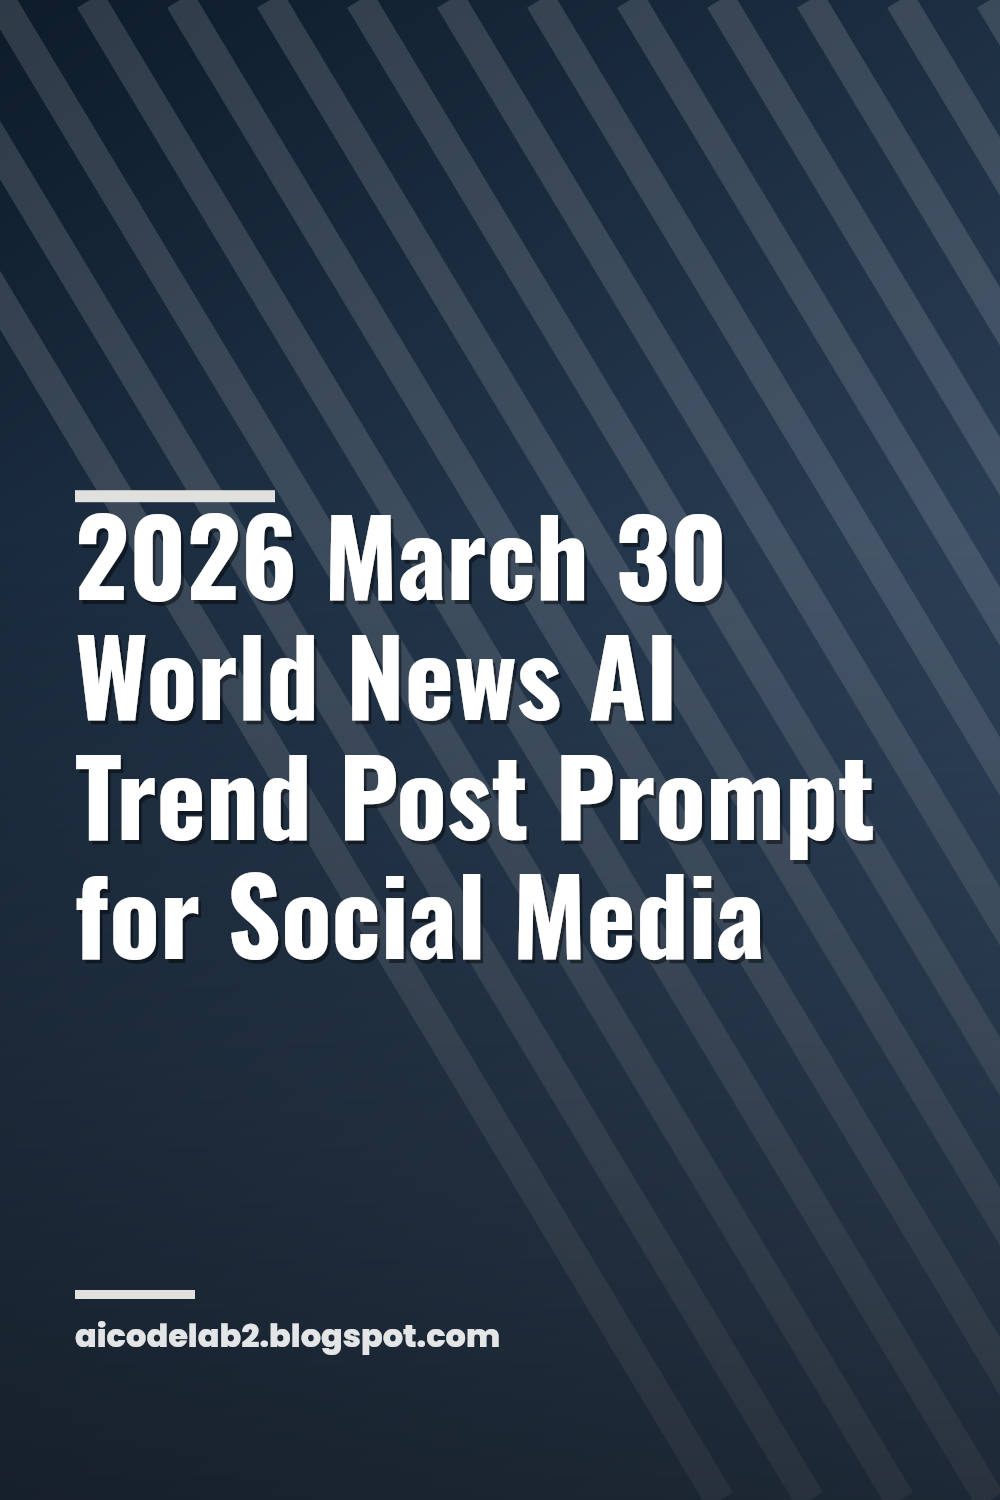 2026 March 30
World News AI
Trend Post Prompt
for Social Media
aicodelab2.blogspot.com